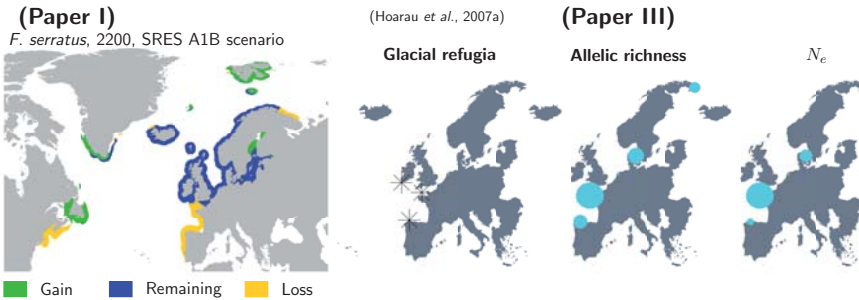 (Paper I)
F. serratus, 2200, SRES A1B scenario
Gain Remaining Loss
(Hoarau et al., 2007a)
Glacial refugia
(Paper III)
Allelic richness
Ne